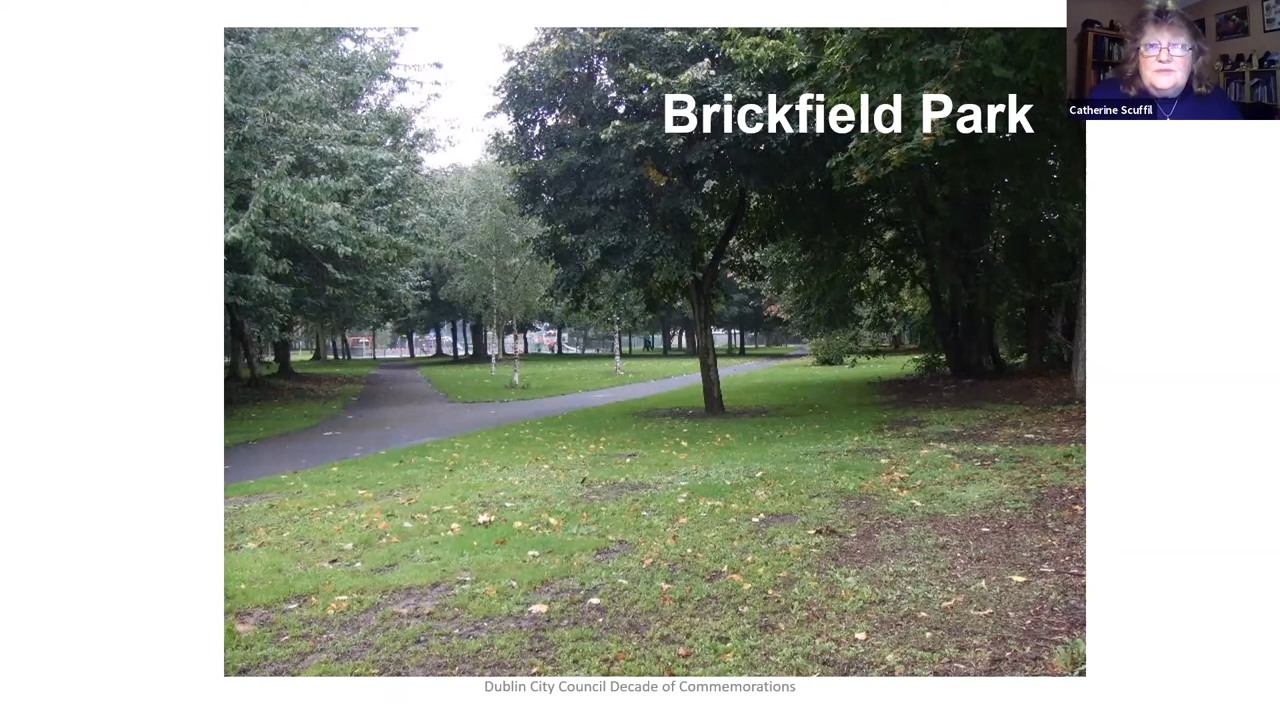 Brickfield Park
Catherine Scuffil
Dublin City Council Decade of Commemorations